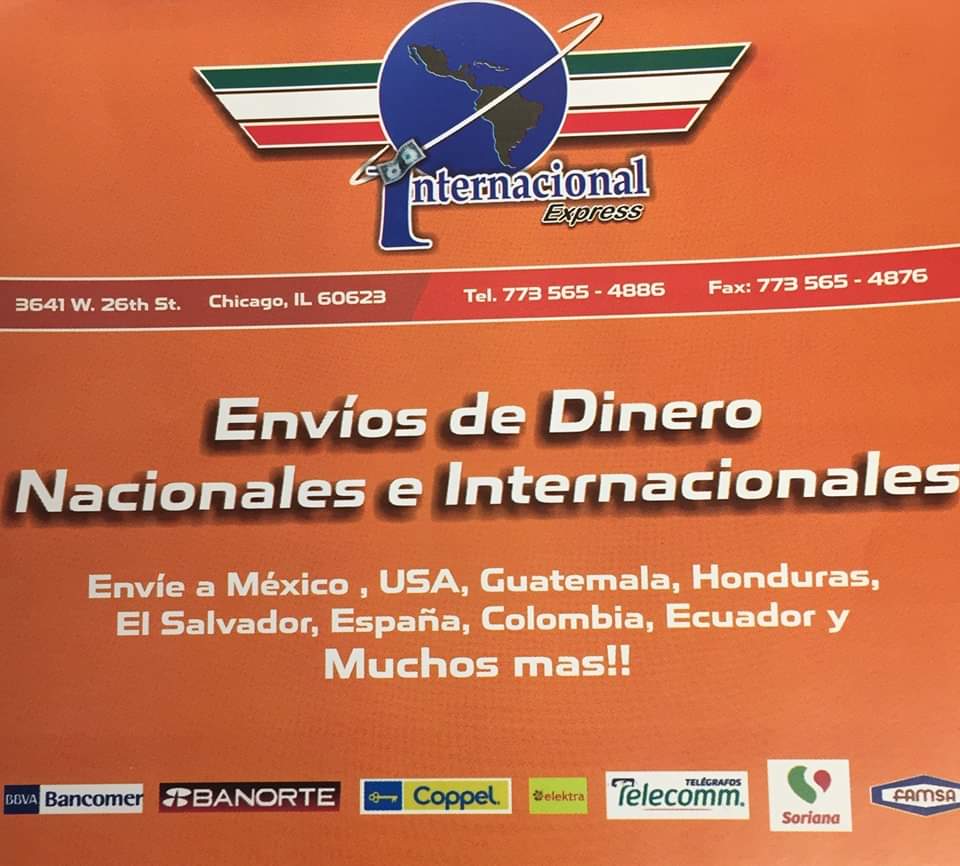 Internacional
Express
3641 W. 26th St. Chicago, IL 60623 Tel. 773 565 - 4886 Fax: 773 565 - 4876
Envíos de Dinero
Nacionales e Internacionales
Envíe a México , USA, Guatemala, Honduras,
El Salvador, España, Colombia, Ecuador y
Muchos mas!!
BBVA Bancomer BANORTE Coppel. elektra TELÉGRAFOS Telecomm. Soriana FAMSA